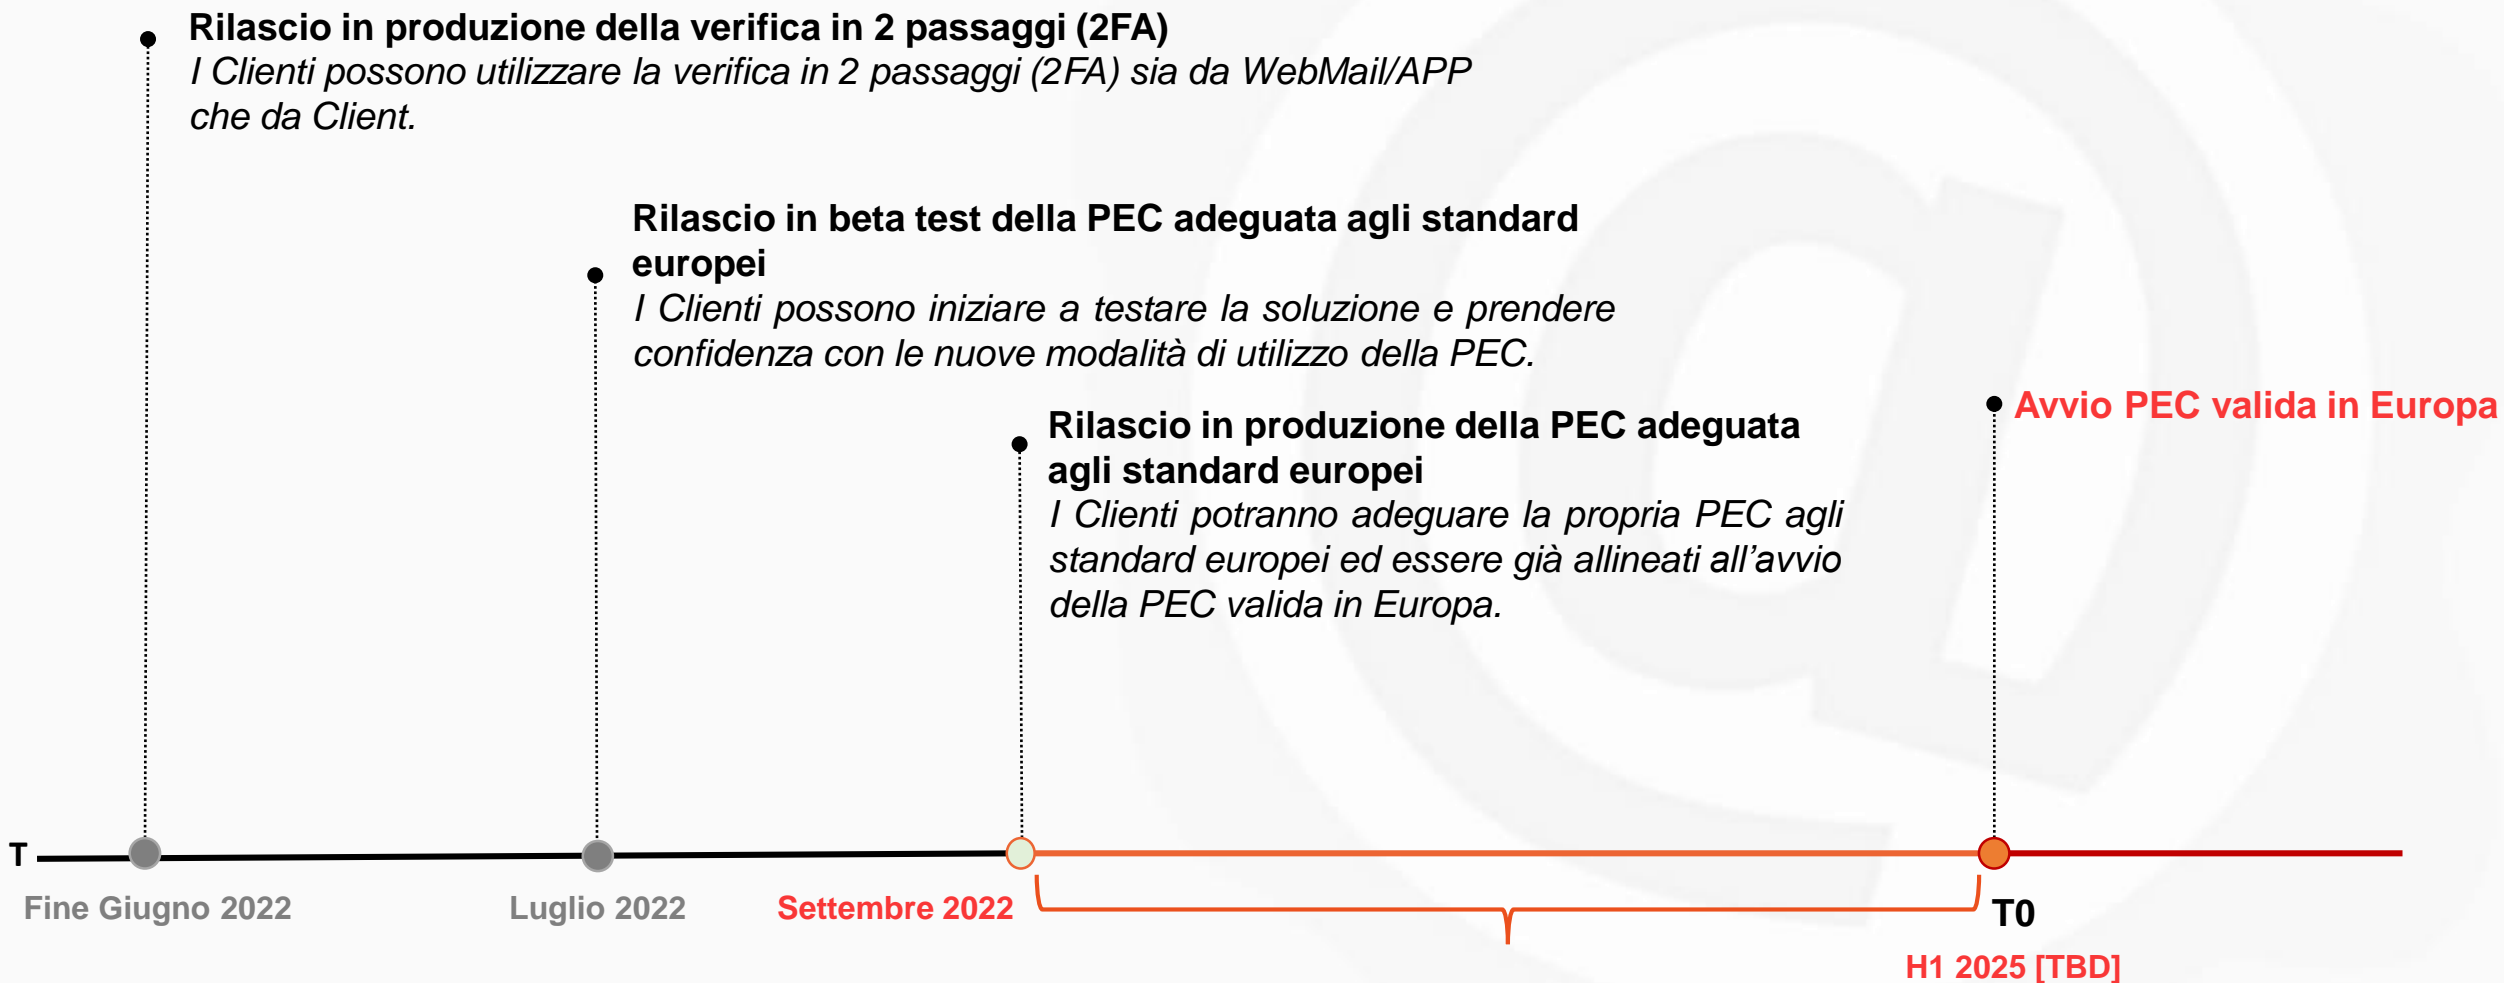 Rilascio in produzione della verifica in 2 passaggi (2FA)
I Clienti possono utilizzare la verifica in 2 passaggi (2FA) sia da WebMail/APP
che da Client.
Rilascio in beta test della PEC adeguata agli standard
europei
I Clienti possono iniziare a testare la soluzione e prendere
confidenza con le nuove modalità di utilizzo della PEC.
Avvio PEC valida in Europa
Rilascio in produzione della PEC adeguata
agli standard europei
I Clienti potranno adeguare la propria PEC agli
standard europei ed essere già allineati all’avvio
della PEC valida in Europa.
T
Fine Giugno 2022
Luglio 2022
Settembre 2022
T0
H1 2025 [TBD]